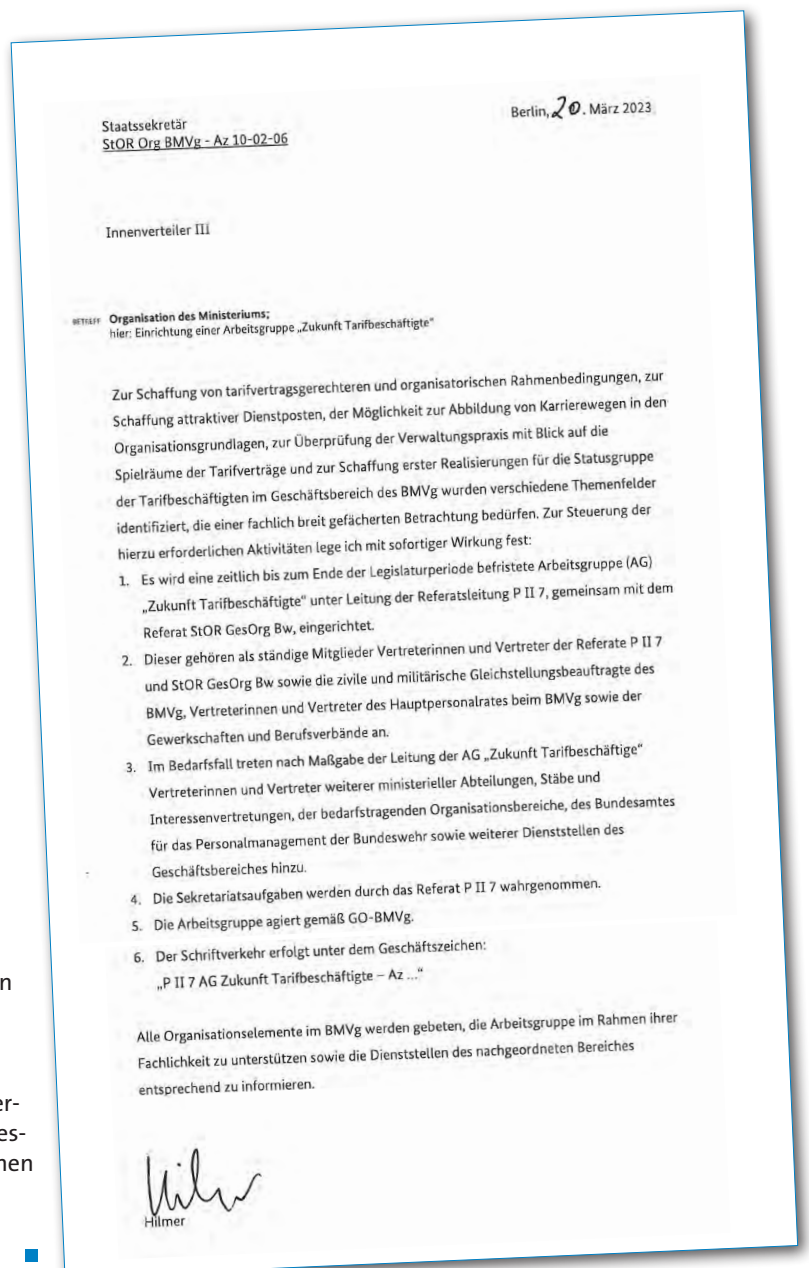 Staatssekretär
StOR Org BMVg - Az 10-02-06
Berlin, 20. März 2023
Innenverteiler III
BETREFF Organisation des Ministeriums;
hier: Einrichtung einer Arbeitsgruppe „Zukunft Tarifbeschäftigte“
Zur Schaffung von tarifvertragsgerechteren und organisatorischen Rahmenbedingungen, zur
Schaffung attraktiver Dienstposten, der Möglichkeit zur Abbildung von Karrierewegen in den
Organisationsgrundlagen, zur Überprüfung der Verwaltungspraxis mit Blick auf die
Spielräume der Tarifverträge und zur Schaffung erster Realisierungen für die Statusgruppe
der Tarifbeschäftigten im Geschäftsbereich des BMVg wurden verschiedene Themenfelder
identifiziert, die einer fachlich breit gefächerten Betrachtung bedürfen. Zur Steuerung der
hierzu erforderlichen Aktivitäten lege ich mit sofortiger Wirkung fest:
1. Es wird eine zeitlich bis zum Ende der Legislaturperiode befristete Arbeitsgruppe (AG)
„Zukunft Tarifbeschäftigte“ unter Leitung der Referatsleitung P II 7, gemeinsam mit dem
Referat StOR GesOrg Bw, eingerichtet.
2. Dieser gehören als ständige Mitglieder Vertreterinnen und Vertreter der Referate P II 7
und StOR GesOrg Bw sowie die zivile und militärische Gleichstellungsbeauftragte des
BMVg, Vertreterinnen und Vertreter des Hauptpersonalrates beim BMVg sowie der
Gewerkschaften und Berufsverbände an.
3. Im Bedarfsfall treten nach Maßgabe der Leitung der AG „Zukunft Tarifbeschäftige“
Vertreterinnen und Vertreter weiterer ministerieller Abteilungen, Stäbe und
Interessenvertretungen, der bedarfstragenden Organisationsbereiche, des Bundesamtes
für das Personalmanagement der Bundeswehr sowie weiterer Dienststellen des
Geschäftsbereiches hinzu.
4. Die Sekretariatsaufgaben werden durch das Referat P II 7 wahrgenommen.
5. Die Arbeitsgruppe agiert gemäß GO-BMVg.
6. Der Schriftverkehr erfolgt unter dem Geschäftszeichen:
„P II 7 AG Zukunft Tarifbeschäftigte – Az ...“
Alle Organisationselemente im BMVg werden gebeten, die Arbeitsgruppe im Rahmen ihrer
Fachlichkeit zu unterstützen sowie die Dienststellen des nachgeordneten Bereiches
entsprechend zu informieren.
Hilmer
Hilmer
n
er-
es-
nen